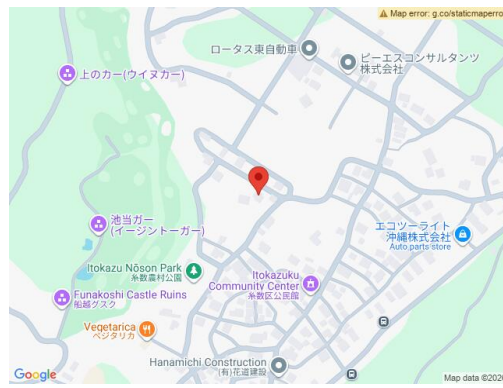 Map error: g.co/staticmaperro
ロータス東自動車
ピーエスコンサルタンツ
株式会社
上のカー(ウイヌカー)
池当ガー
(イージントーガー)
エコツーライト
沖縄株式会社
Auto parts store
Itokazu Nōson Park
糸数農村公園
Itokazuku
Community Center
糸数区公民館
Funakoshi Castle Ruins
船越グスク
Vegetarica
ベジタリカ
Hanamichi Construction
(有)花道建設
Google
Map data ©202